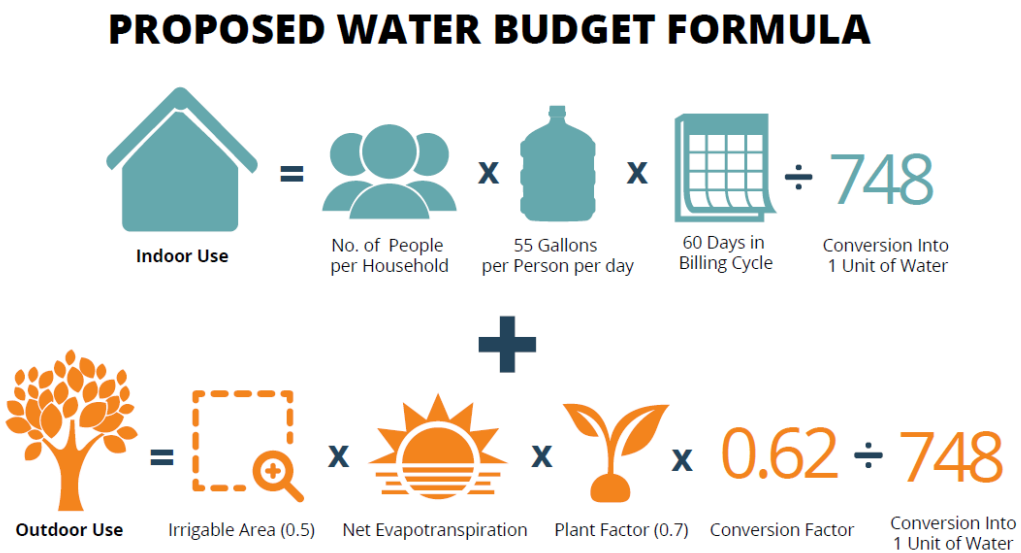 PROPOSED WATER BUDGET FORMULA
= x x ÷ 748
Indoor Use
No. of People
per Household
55 Gallons
per Person per day
60 Days in
Billing Cycle
Conversion Into
1 Unit of Water
+
= x x x 0.62 ÷ 748
Outdoor Use
Irrigable Area (0.5)
Net Evapotranspiration
Plant Factor (0.7)
Conversion Factor
Conversion Into
1 Unit of Water